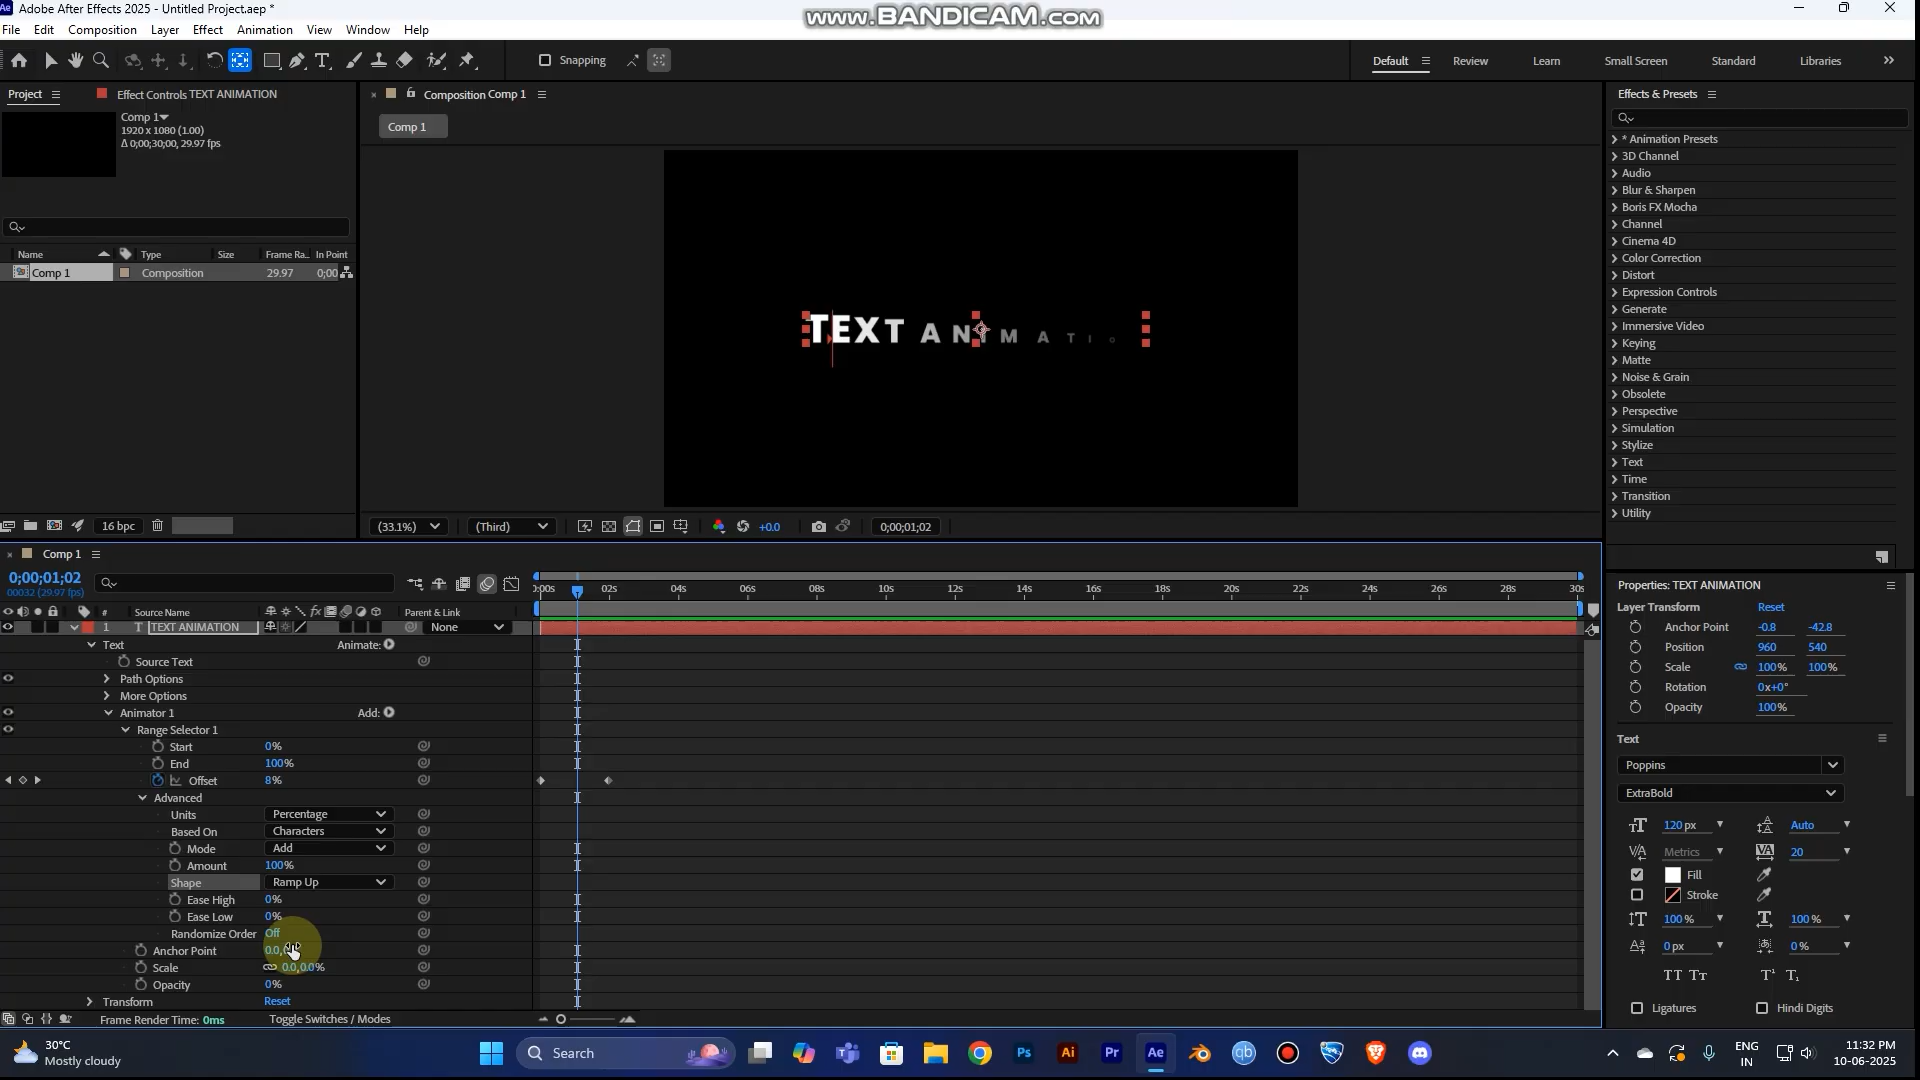 Adobe After Effects 2025 - Untitled Project.aep *
www.BANDICAM.com
File Edit Composition Layer Effect Animation View Window Help
Snapping
Default Review Learn Small Screen Standard Libraries
Project Effect Controls TEXT ANIMATION
Composition Comp 1
Effects & Presets
Comp 1
1920 x 1080 (1.00)
Δ 0;00;30;00, 29.97 fps
Comp 1
* Animation Presets
3D Channel
Audio
Blur & Sharpen
Boris FX Mocha
Channel
Cinema 4D
Color Correction
Distort
Expression Controls
Generate
Immersive Video
Keying
Matte
Noise & Grain
Obsolete
Perspective
Simulation
Stylize
Text
Time
Transition
Utility
Name Type Size Frame Ra.. In Point
Comp 1 Composition 29.97 0;00
TEXT ANIMATIO
16 bpc
(33.1%) (Third) +0.0 0;00;01;02
Comp 1
0;00;01;02
00032 (29.97 fps)
# Source Name Parent & Link
1 T TEXT ANIMATION None
:00s 02s 04s 06s 08s 10s 12s 14s 16s 18s 20s 22s 24s 26s 28s 30s
Text Animate:
Source Text
Path Options
More Options
Animator 1 Add:
Range Selector 1
Start 0%
End 100%
Offset 8%
Advanced
Units Percentage
Based On Characters
Mode Add
Amount 100%
Shape Ramp Up
Ease High 0%
Ease Low 0%
Randomize Order Off
Anchor Point 0.0,
Scale 0.0,0.0%
Opacity 0%
Transform Reset
Frame Render Time: 0ms Toggle Switches / Modes
Properties: TEXT ANIMATION
Layer Transform Reset
Anchor Point -0.8 -42.8
Position 960 540
Scale 100% 100%
Rotation 0x+0°
Opacity 100%
Text
Poppins
ExtraBold
120 px Auto
Metrics 20
Fill
Stroke
100 % 100 %
0 px 0 %
TT Tт T¹ T₁
Ligatures Hindi Digits
30°C
Mostly cloudy
Search
Ps Ai Pr Ae qb
ENG
IN
11:32 PM
10-06-2025